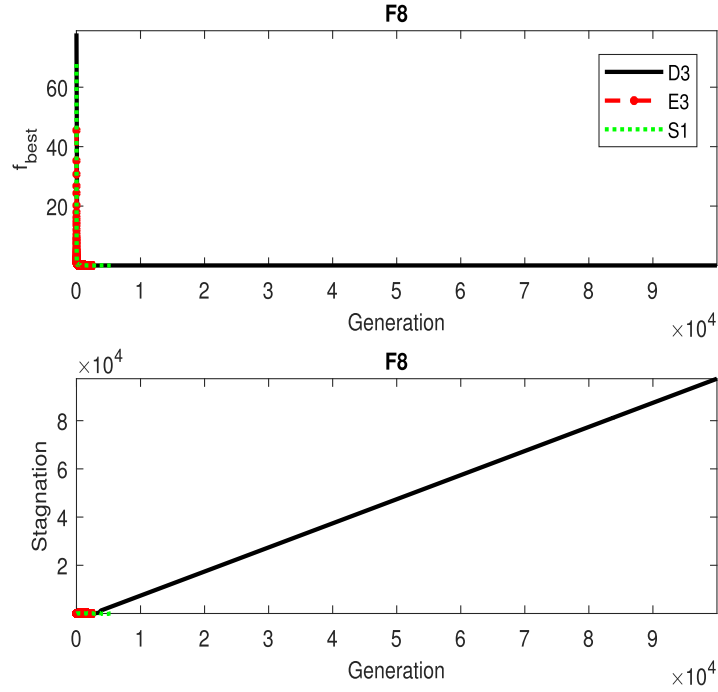 F8
f_best
60
40
20
D3
E3
S1
0 1 2 3 4 5 6 7 8 9
Generation
×10^4
×10^4
F8
Stagnation
8
6
4
2
0 1 2 3 4 5 6 7 8 9
Generation
×10^4